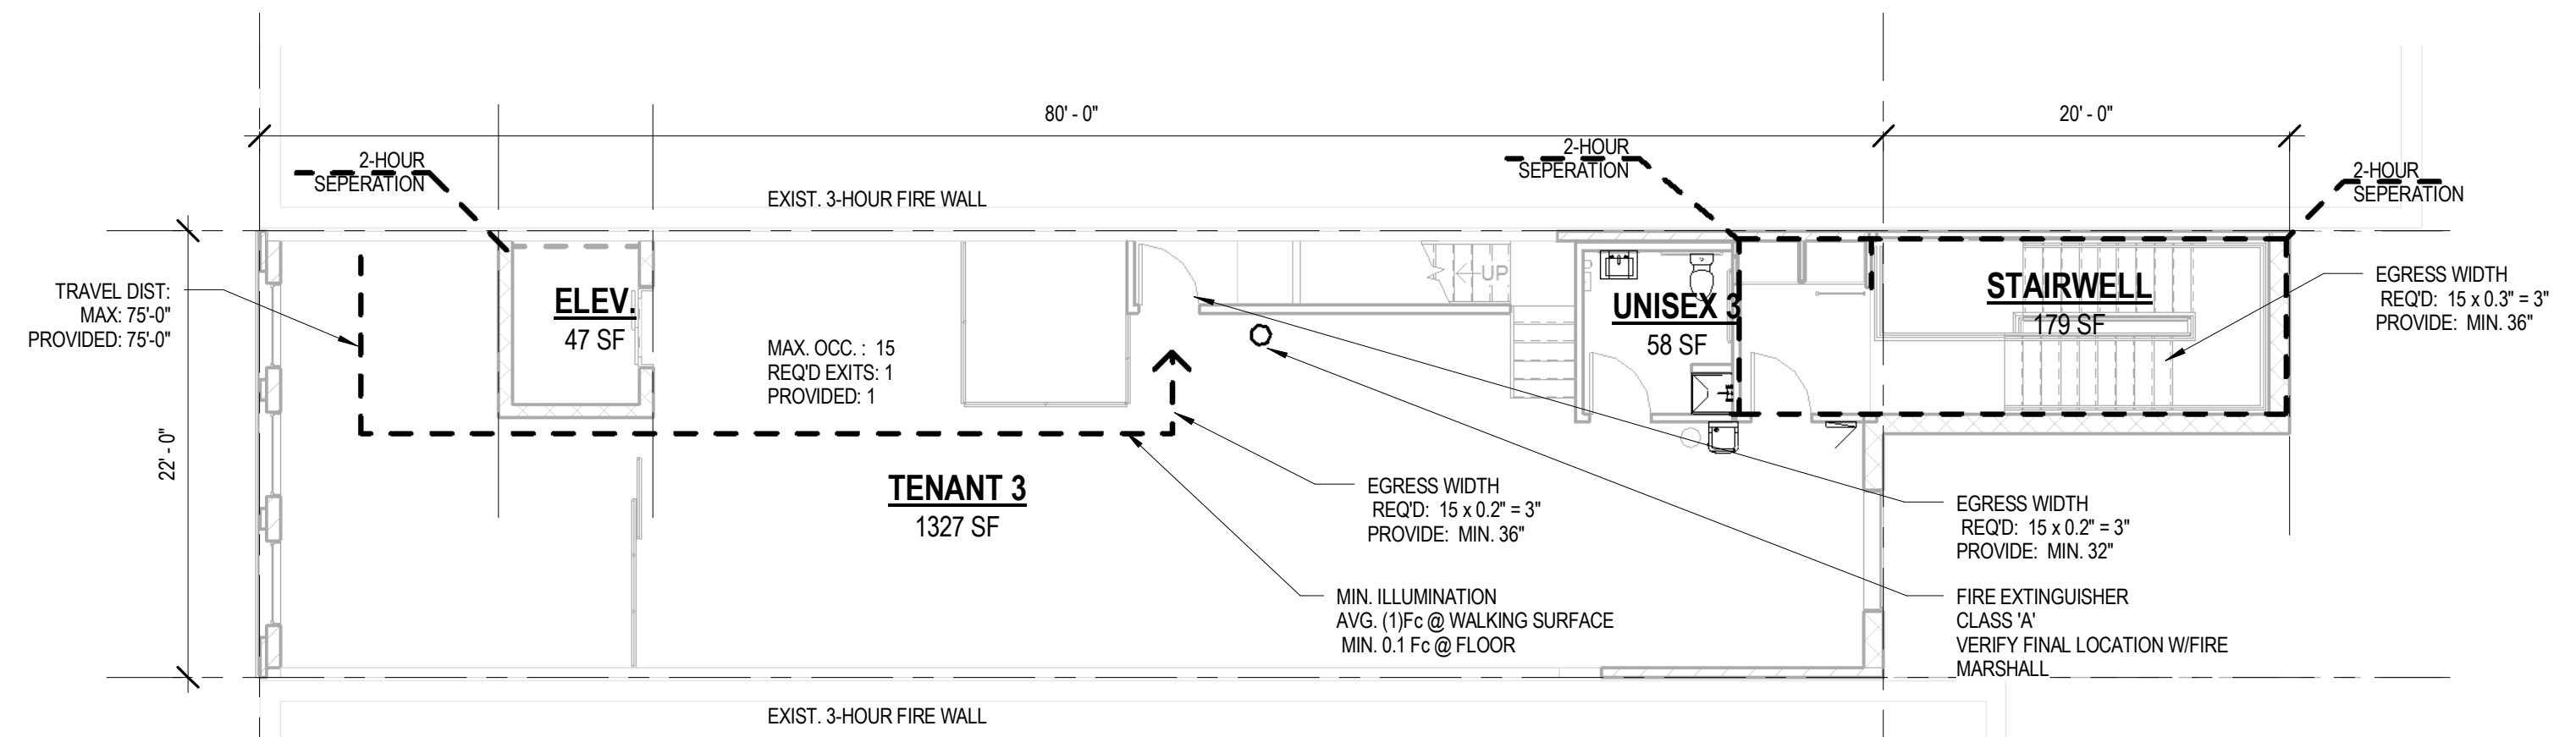 80' - 0"
20' - 0"
2-HOUR
SEPERATION
2-HOUR
SEPERATION
2-HOUR
SEPERATION
EXIST. 3-HOUR FIRE WALL
TRAVEL DIST:
MAX: 75'-0"
PROVIDED: 75'-0"
22' - 0"
ELEV.
47 SF
MAX. OCC. : 15
REQ'D EXITS: 1
PROVIDED: 1
UP
UNISEX 3
58 SF
STAIRWELL
179 SF
EGRESS WIDTH
REQ'D: 15 x 0.3" = 3"
PROVIDE: MIN. 36"
TENANT 3
1327 SF
EGRESS WIDTH
REQ'D: 15 x 0.2" = 3"
PROVIDE: MIN. 36"
EGRESS WIDTH
REQ'D: 15 x 0.2" = 3"
PROVIDE: MIN. 32"
MIN. ILLUMINATION
AVG. (1)Fc @ WALKING SURFACE
MIN. 0.1 Fc @ FLOOR
FIRE EXTINGUISHER
CLASS 'A'
VERIFY FINAL LOCATION W/FIRE
MARSHALL
EXIST. 3-HOUR FIRE WALL